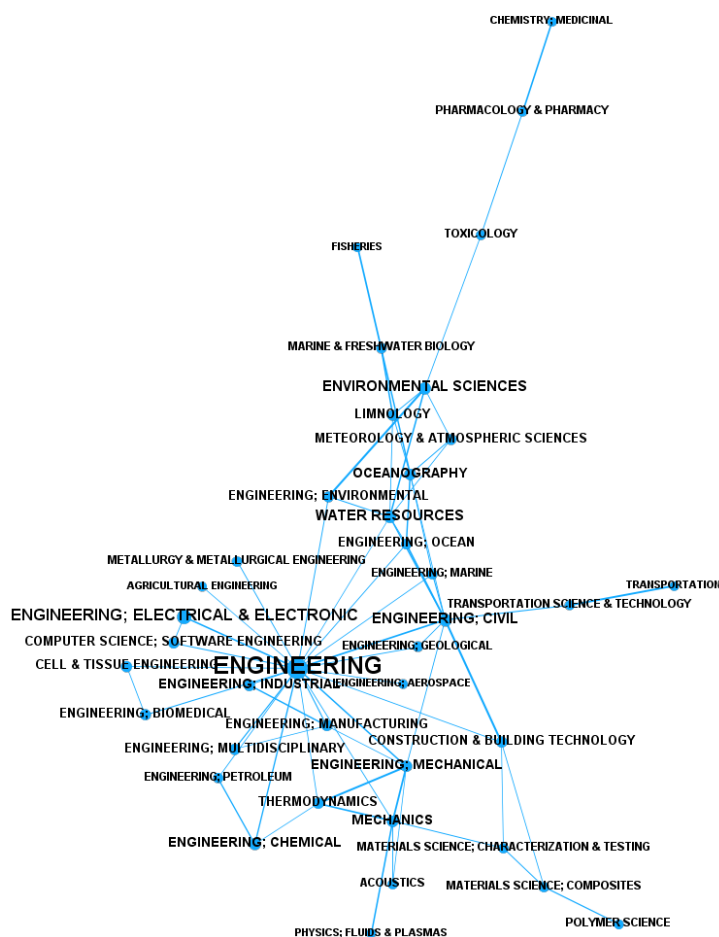 CHEMISTRY; MEDICINAL
PHARMACOLOGY & PHARMACY
TOXICOLOGY
FISHERIES
MARINE & FRESHWATER BIOLOGY
ENVIRONMENTAL SCIENCES
LIMNOLOGY
METEOROLOGY & ATMOSPHERIC SCIENCES
OCEANOGRAPHY
ENGINEERING; ENVIRONMENTAL
WATER RESOURCES
ENGINEERING; OCEAN
METALLURGY & METALLURGICAL ENGINEERING
ENGINEERING; MARINE
AGRICULTURAL ENGINEERING
TRANSPORTATION
TRANSPORTATION SCIENCE & TECHNOLOGY
ENGINEERING; ELECTRICAL & ELECTRONIC
ENGINEERING; CIVIL
COMPUTER SCIENCE; SOFTWARE ENGINEERING
ENGINEERING; GEOLOGICAL
CELL & TISSUE ENGINEERING
ENGINEERING
ENGINEERING; INDUSTRIAL
ENGINEERING; AEROSPACE
ENGINEERING; BIOMEDICAL
ENGINEERING; MANUFACTURING
CONSTRUCTION & BUILDING TECHNOLOGY
ENGINEERING; MULTIDISCIPLINARY
ENGINEERING; MECHANICAL
ENGINEERING; PETROLEUM
THERMODYNAMICS
MECHANICS
ENGINEERING; CHEMICAL
MATERIALS SCIENCE; CHARACTERIZATION & TESTING
ACOUSTICS
MATERIALS SCIENCE; COMPOSITES
POLYMER SCIENCE
PHYSICS; FLUIDS & PLASMAS